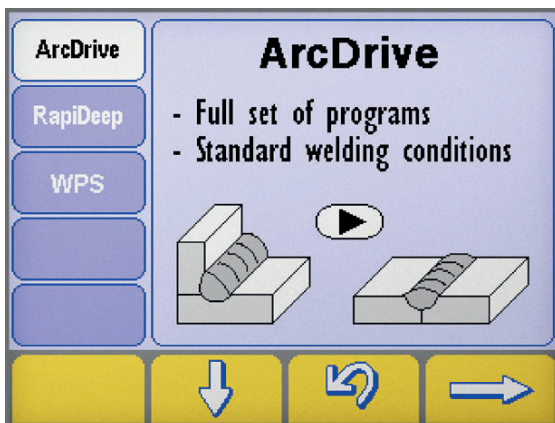 ArcDrive
RapiDeep
WPS
ArcDrive
- Full set of programs
- Standard welding conditions